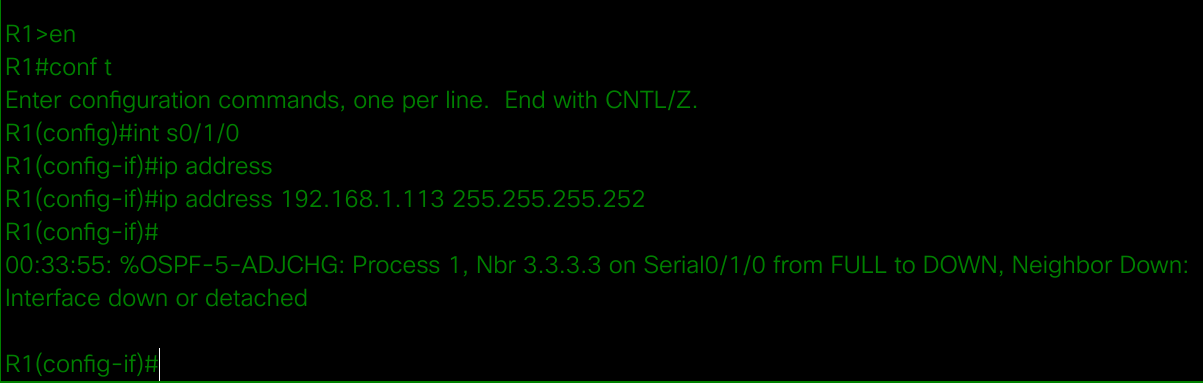 R1>en
R1#conf t
Enter configuration commands, one per line.  End with CNTL/Z.
R1(config)#int s0/1/0
R1(config-if)#ip address
R1(config-if)#ip address 192.168.1.113 255.255.255.252
R1(config-if)#
00:33:55: %OSPF-5-ADJCHG: Process 1, Nbr 3.3.3.3 on Serial0/1/0 from FULL to DOWN, Neighbor Down:
Interface down or detached
R1(config-if)#